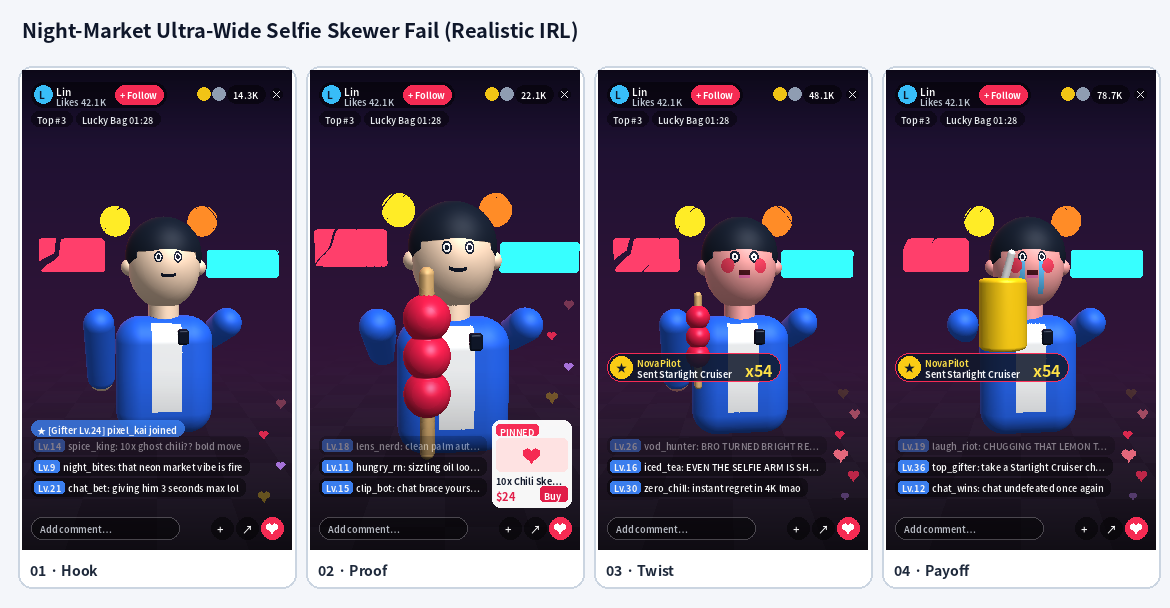 Night-Market Ultra-Wide Selfie Skewer Fail (Realistic IRL)
L
Lin
Likes 42.1K
+ Follow
14.3K
Top #3
Lucky Bag 01:28
★ [Gifter Lv.24] pixel_kai joined
Lv.14 spice_king: 10x ghost chili?? bold move
Lv.9 night_bites: that neon market vibe is fire
Lv.21 chat_bet: giving him 3 seconds max lol
Add comment...
01 · Hook
L
Lin
Likes 42.1K
+ Follow
22.1K
Top #3
Lucky Bag 01:28
Lv.18 lens_nerd: clean palm aut...
Lv.11 hungry_rn: sizzling oil loo...
Lv.15 clip_bot: chat brace yours...
PINNED
10x Chili Ske...
$24
Buy
Add comment...
02 · Proof
L
Lin
Likes 42.1K
+ Follow
48.1K
Top #3
Lucky Bag 01:28
NovaPilot
Sent Starlight Cruiser
x54
Lv.26 vod_hunter: BRO TURNED BRIGHT RE...
Lv.16 iced_tea: EVEN THE SELFIE ARM IS SH...
Lv.30 zero_chill: instant regret in 4K lmao
Add comment...
03 · Twist
L
Lin
Likes 42.1K
+ Follow
78.7K
Top #3
Lucky Bag 01:28
NovaPilot
Sent Starlight Cruiser
x54
Lv.19 laugh_riot: CHUGGING THAT LEMON T...
Lv.36 top_gifter: take a Starlight Cruiser ch...
Lv.12 chat_wins: chat undefeated once again
Add comment...
04 · Payoff